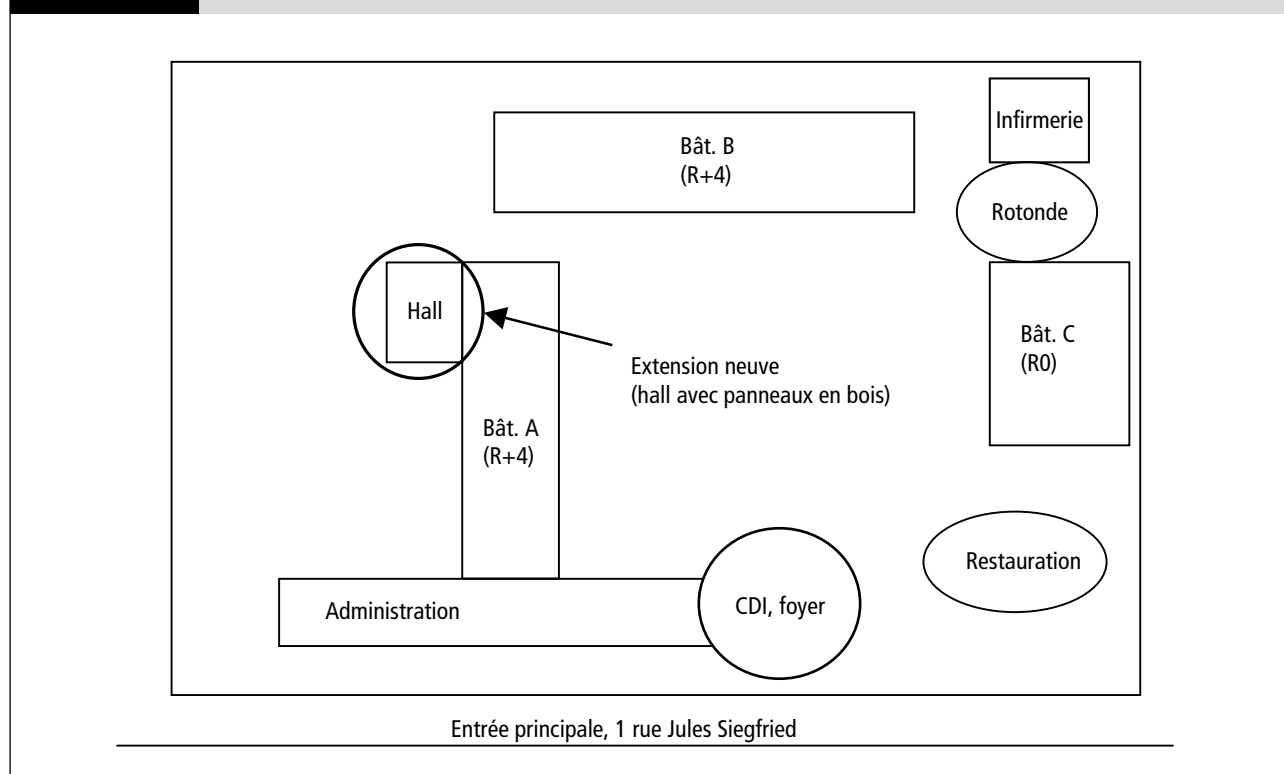 Infirmerie
Bât. B
(R+4)
Rotonde
Hall
Bât. C
(R0)
Extension neuve
(hall avec panneaux en bois)
Bât. A
(R+4)
Restauration
Administration
CDI, foyer
Entrée principale, 1 rue Jules Siegfried